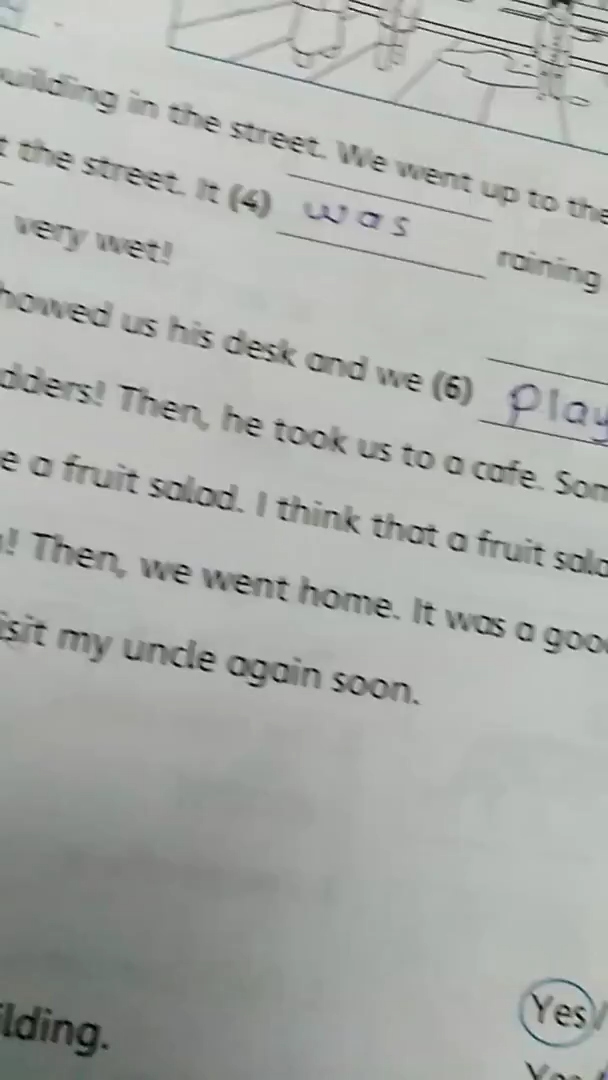 building in the street. We went up to the
the street. It (4) was raining
very wet!
howed us his desk and we (6) play
dders! Then, he took us to a cafe. Som
e a fruit salad. I think that a fruit sala
! Then, we went home. It was a goo
isit my uncle again soon.
lding. Yes/